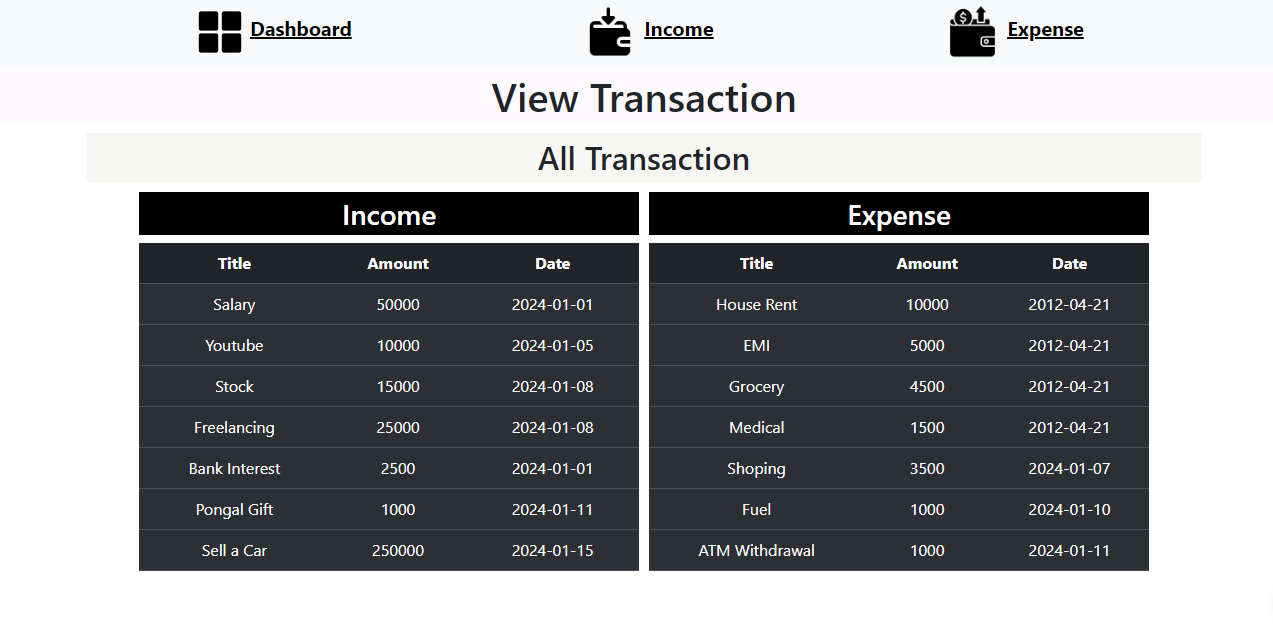 Dashboard Income Expense
View Transaction
All Transaction
Income Expense
Title Amount Date Title Amount Date
Salary 50000 2024-01-01 House Rent 10000 2012-04-21
Youtube 10000 2024-01-05 EMI 5000 2012-04-21
Stock 15000 2024-01-08 Grocery 4500 2012-04-21
Freelancing 25000 2024-01-08 Medical 1500 2012-04-21
Bank Interest 2500 2024-01-01 Shoping 3500 2024-01-07
Pongal Gift 1000 2024-01-11 Fuel 1000 2024-01-10
Sell a Car 250000 2024-01-15 ATM Withdrawal 1000 2024-01-11